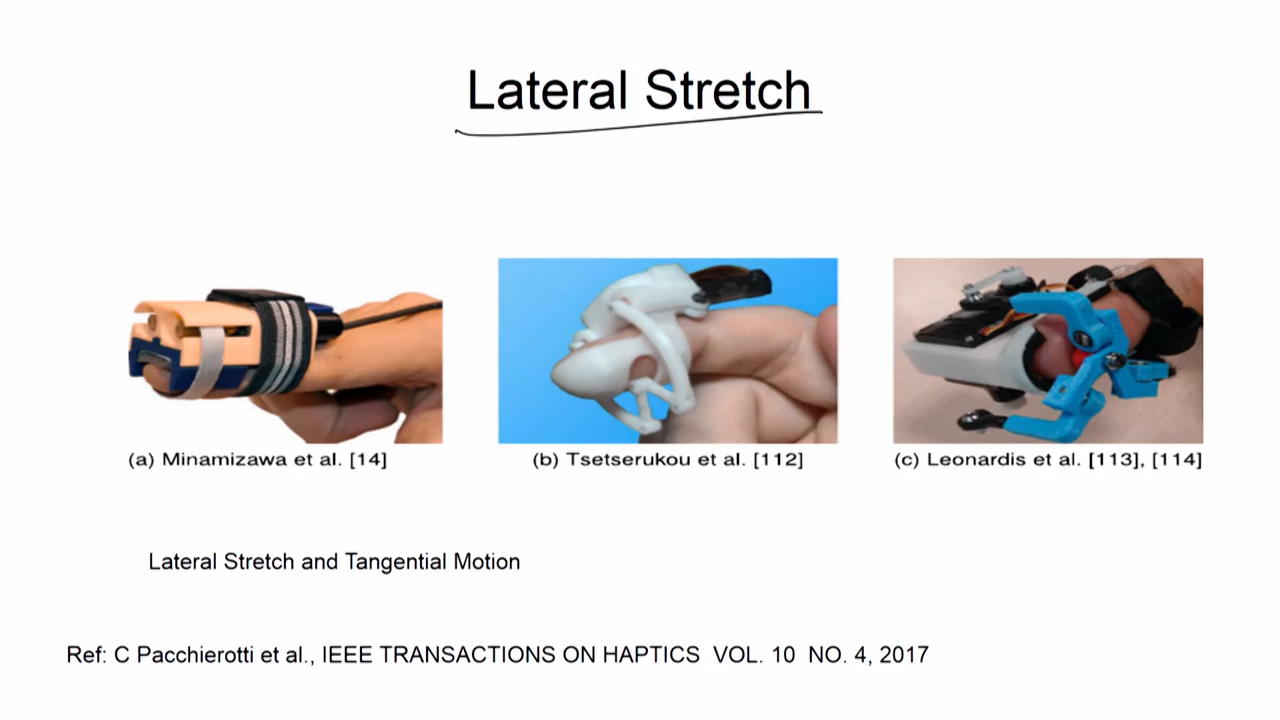 Lateral Stretch
(a) Minamizawa et al. [14]
(b) Tsetserukou et al. [112]
(c) Leonardis et al. [113], [114]
Lateral Stretch and Tangential Motion
Ref: C Pacchierotti et al., IEEE TRANSACTIONS ON HAPTICS VOL. 10 NO. 4, 2017